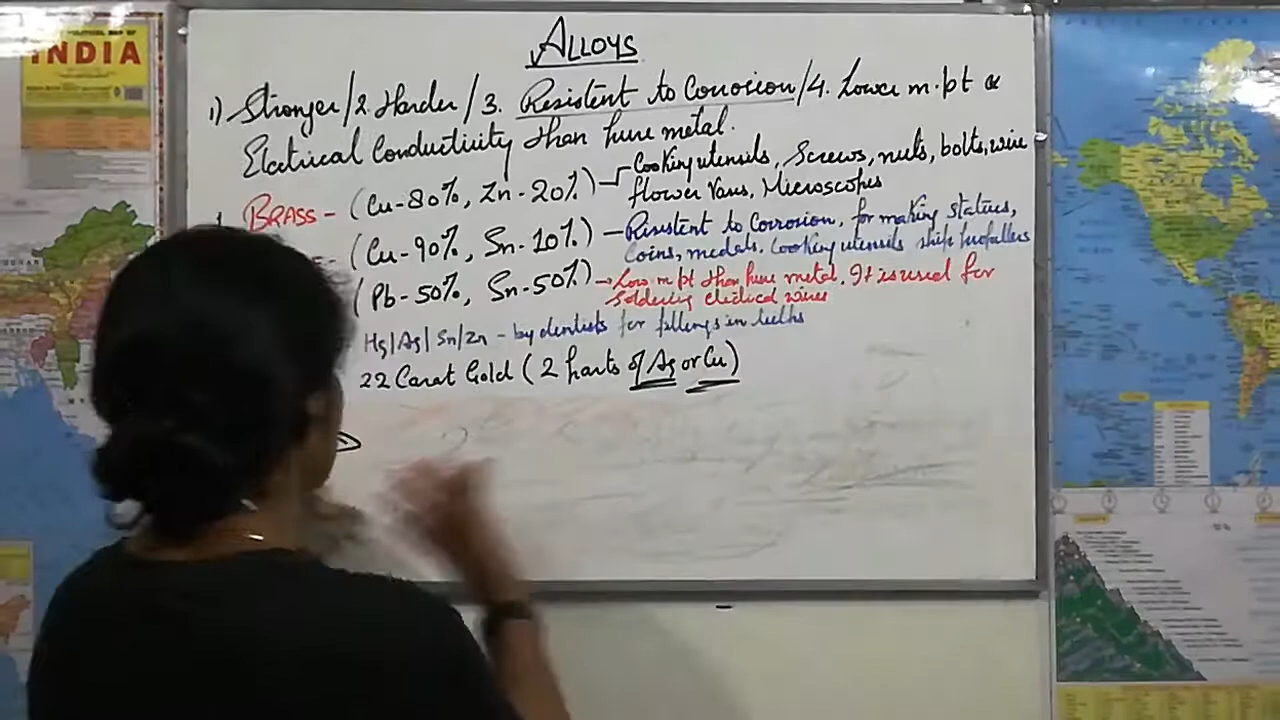 INDIA
ALLOYS
1) Stronger/2. Harder/3. Resistent to Corrosion/4. Lower m.pt &
Electrical Conductivity than pure metal.
BRASS - (Cu-80%, Zn-20%) - Cooking utensils, Screws, nuts, bolts, wire
flower Vases, Microscopes
(Cu-90%, Sn-10%) - Resistent to Corrosion, for making statues,
Coins, medals, Cooking utensils ship propellers
(Pb-50%, Sn-50%) → Low m pt than pure metal. It is used for
Soldering electical wires
Hg/Ag/Sn/Zn - by dentists for fillings in teeths
22 Carat Gold (2 parts of Ag or Cu)